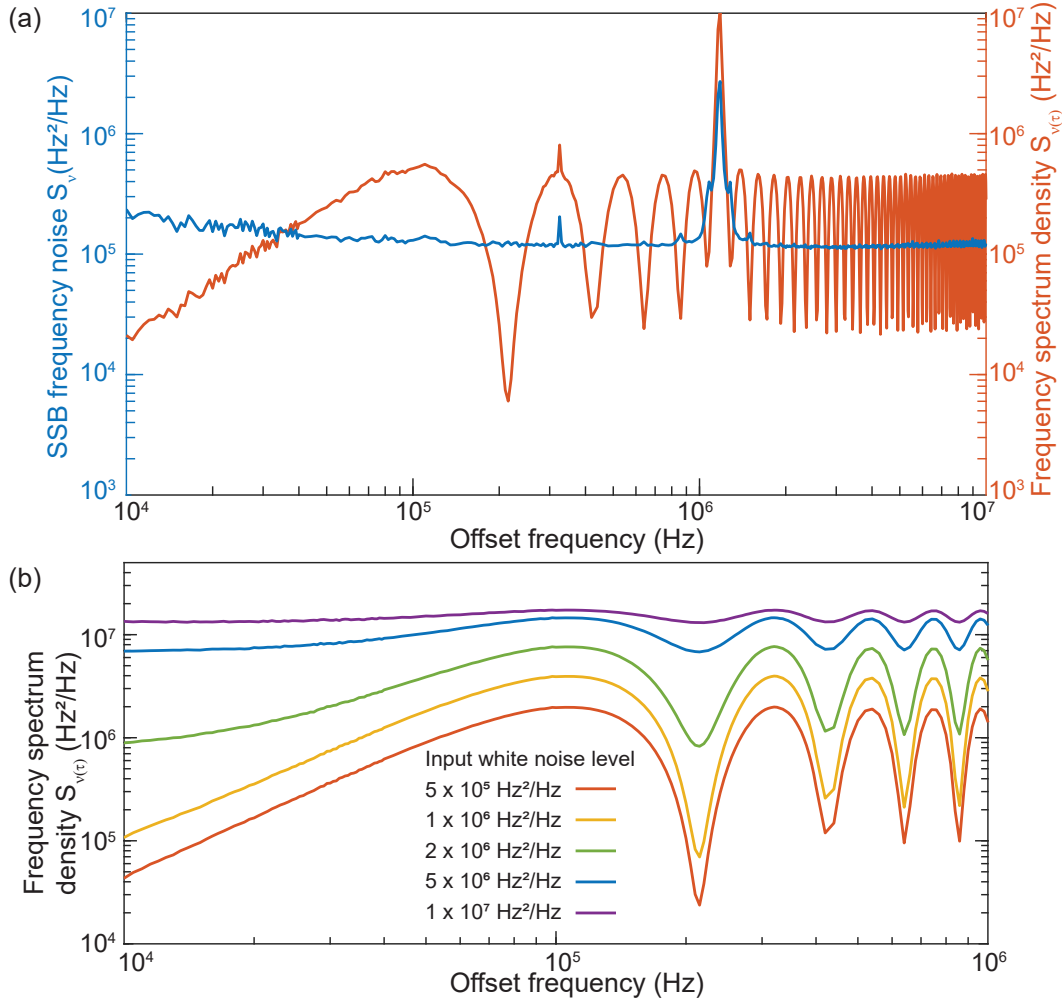 (a)
10⁷
10⁶
10⁵
10⁴
10³
SSB frequency noise Sᵥ(Hz²/Hz)
10⁷
10⁶
10⁵
10⁴
10³
Frequency spectrum density S_ν(τ) (Hz²/Hz)
10⁴ 10⁵ 10⁶ 10⁷
Offset frequency (Hz)
(b)
10⁷
10⁶
10⁵
10⁴
Frequency spectrum
density S_ν(τ) (Hz²/Hz)
Input white noise level
5 x 10⁵ Hz²/Hz
1 x 10⁶ Hz²/Hz
2 x 10⁶ Hz²/Hz
5 x 10⁶ Hz²/Hz
1 x 10⁷ Hz²/Hz
10⁴ 10⁵ 10⁶
Offset frequency (Hz)